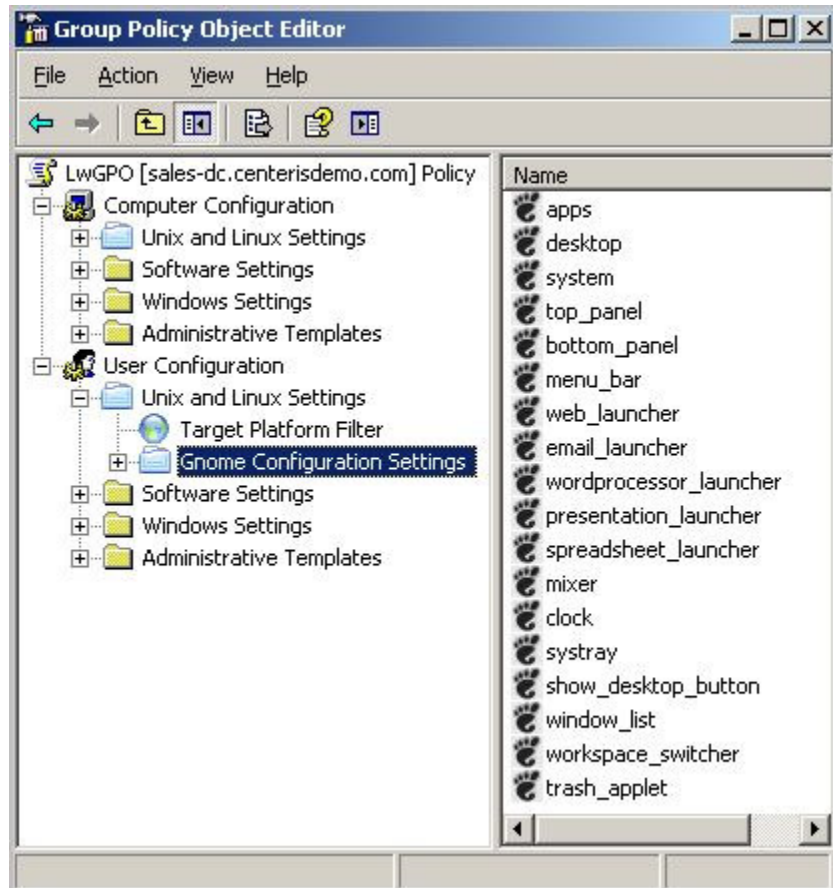 Group Policy Object Editor
File Action View Help
LwGPO [sales-dc.centerisdemo.com] Policy
Computer Configuration
Unix and Linux Settings
Software Settings
Windows Settings
Administrative Templates
User Configuration
Unix and Linux Settings
Target Platform Filter
Gnome Configuration Settings
Software Settings
Windows Settings
Administrative Templates
Name
apps
desktop
system
top_panel
bottom_panel
menu_bar
web_launcher
email_launcher
wordprocessor_launcher
presentation_launcher
spreadsheet_launcher
mixer
clock
systray
show_desktop_button
window_list
workspace_switcher
trash_applet